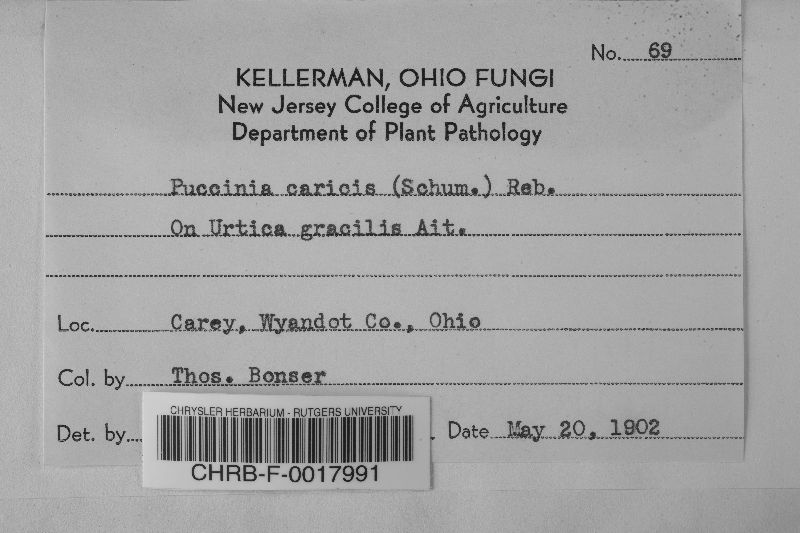 No. 69
KELLERMAN, OHIO FUNGI
New Jersey College of Agriculture
Department of Plant Pathology
Puccinia caricis (Schum.) Reb.
On Urtica gracilis Ait.
Loc. Carey, Wyandot Co., Ohio
Col. by Thos. Bonser
Det. by Date May 20, 1902
CHRYSLER HERBARIUM - RUTGERS UNIVERSITY
CHRB-F-0017991